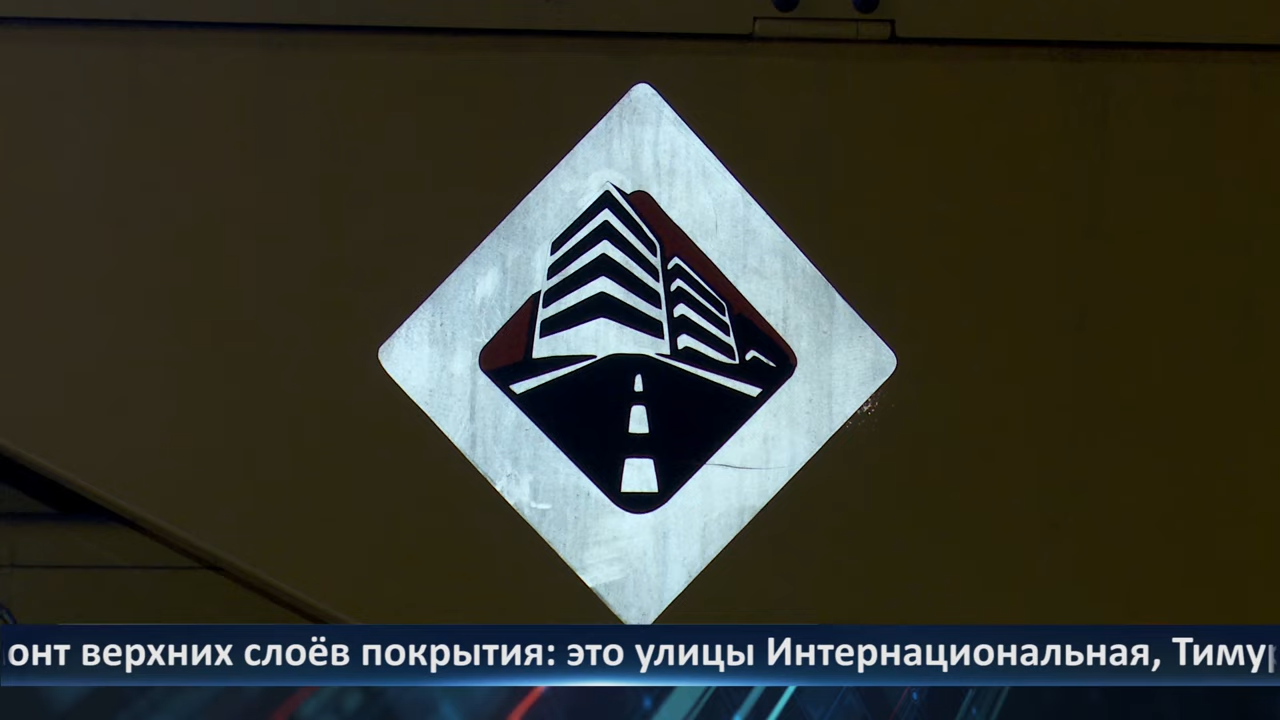 онт верхних слоёв покрытия: это улицы Интернациональная, Тиму